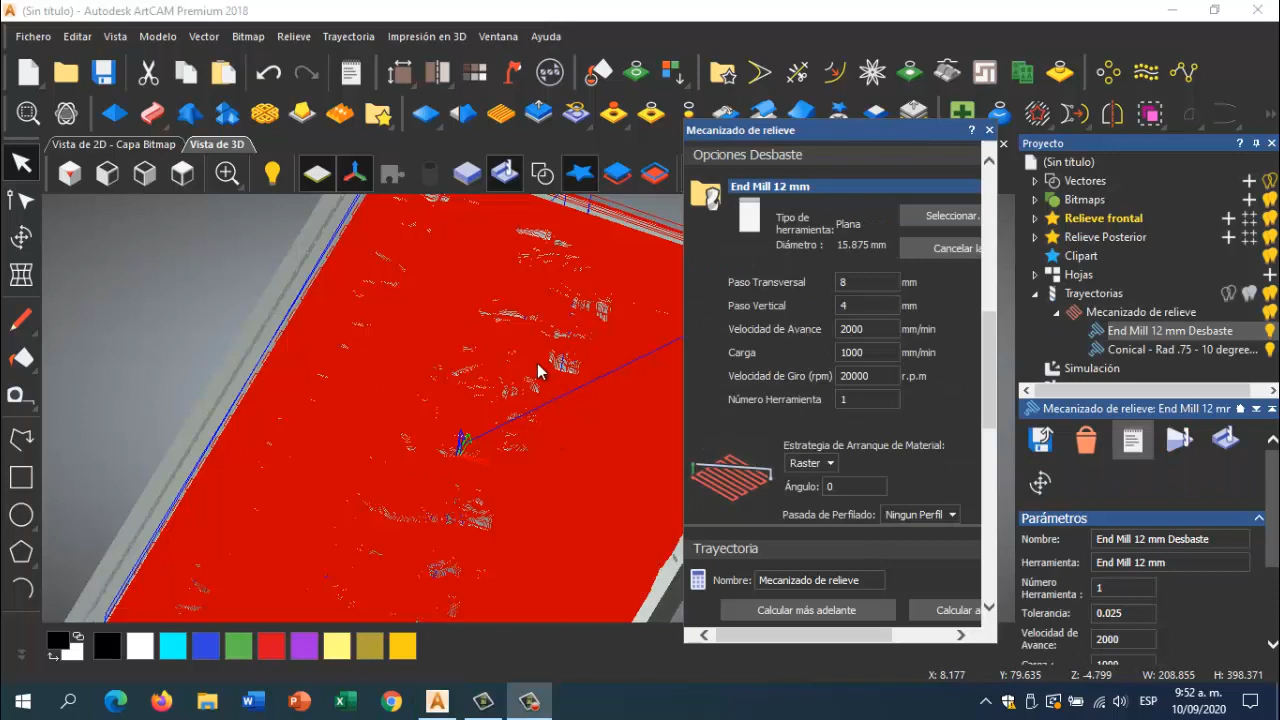 (Sin título) - Autodesk ArtCAM Premium 2018
Fichero Editar Vista Modelo Vector Bitmap Relieve Trayectoria Impresión en 3D Ventana Ayuda
Vista de 2D - Capa Bitmap Vista de 3D
Mecanizado de relieve ?
Opciones Desbaste
End Mill 12 mm
Tipo de herramienta: Plana
Seleccionar.
Diámetro : 15.875 mm
Cancelar la
Paso Transversal 8 mm
Paso Vertical 4 mm
Velocidad de Avance 2000 mm/min
Carga 1000 mm/min
Velocidad de Giro (rpm) 20000 r.p.m
Número Herramienta 1
Estrategia de Arranque de Material:
Raster
Ángulo: 0
Pasada de Perfilado: Ningun Perfil
Trayectoria
Nombre: Mecanizado de relieve
Calcular más adelante Calcular a
Proyecto ?
(Sin título)
Vectores
Bitmaps
Relieve frontal
Relieve Posterior
Clipart
Hojas
Trayectorias
Mecanizado de relieve
End Mill 12 mm Desbaste
Conical - Rad .75 - 10 degree...
Simulación
Mecanizado de relieve: End Mill 12 mr
Parámetros
Nombre: End Mill 12 mm Desbaste
Herramienta: End Mill 12 mm
Número Herramienta : 1
Tolerancia: 0.025
Velocidad de Avance: 2000
X: 8.177 Y: 79.635 Z: -4.799 W: 208.855 H: 398.371
ESP
9:52 a. m.
10/09/2020